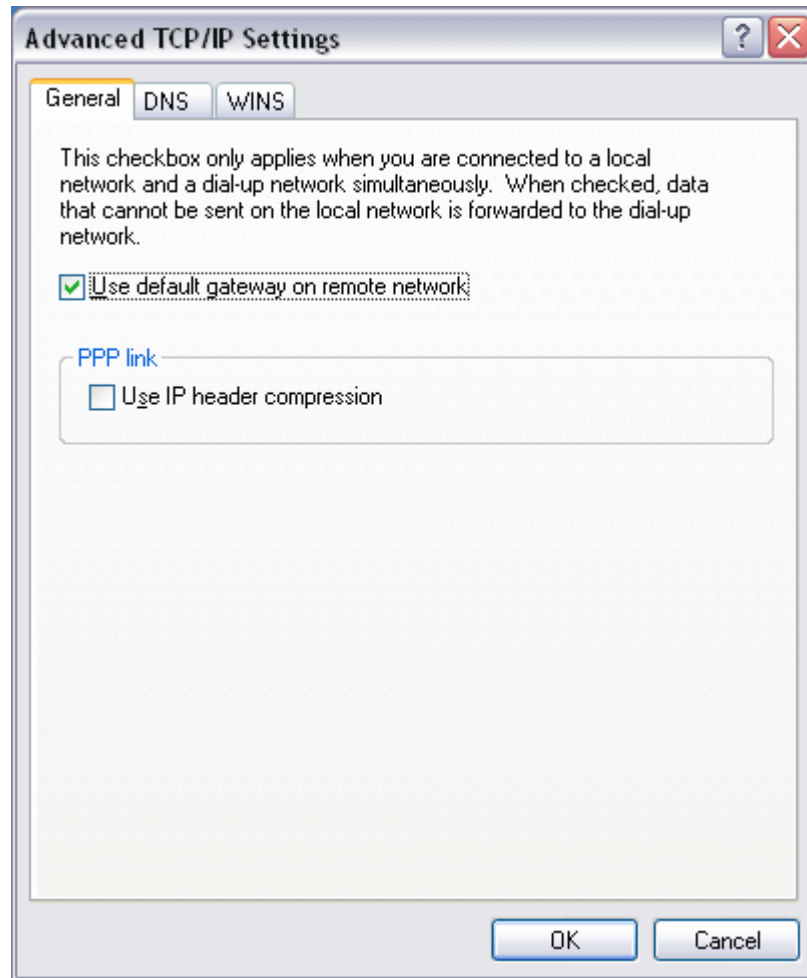 Advanced TCP/IP Settings
?
General DNS WINS
This checkbox only applies when you are connected to a local
network and a dial-up network simultaneously. When checked, data
that cannot be sent on the local network is forwarded to the dial-up
network.
Use default gateway on remote network
PPP link
Use IP header compression
OK Cancel